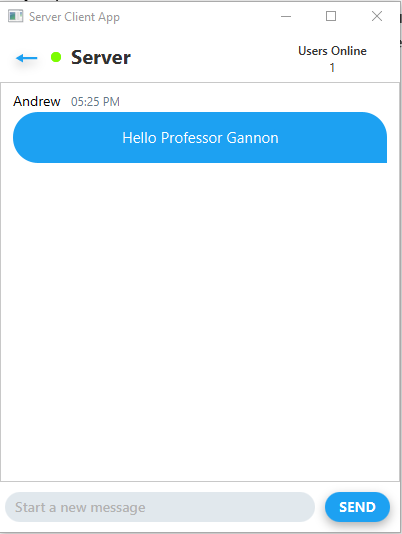 Server Client App
Server
Users Online
1
Andrew 05:25 PM
Hello Professor Gannon
Start a new message
SEND